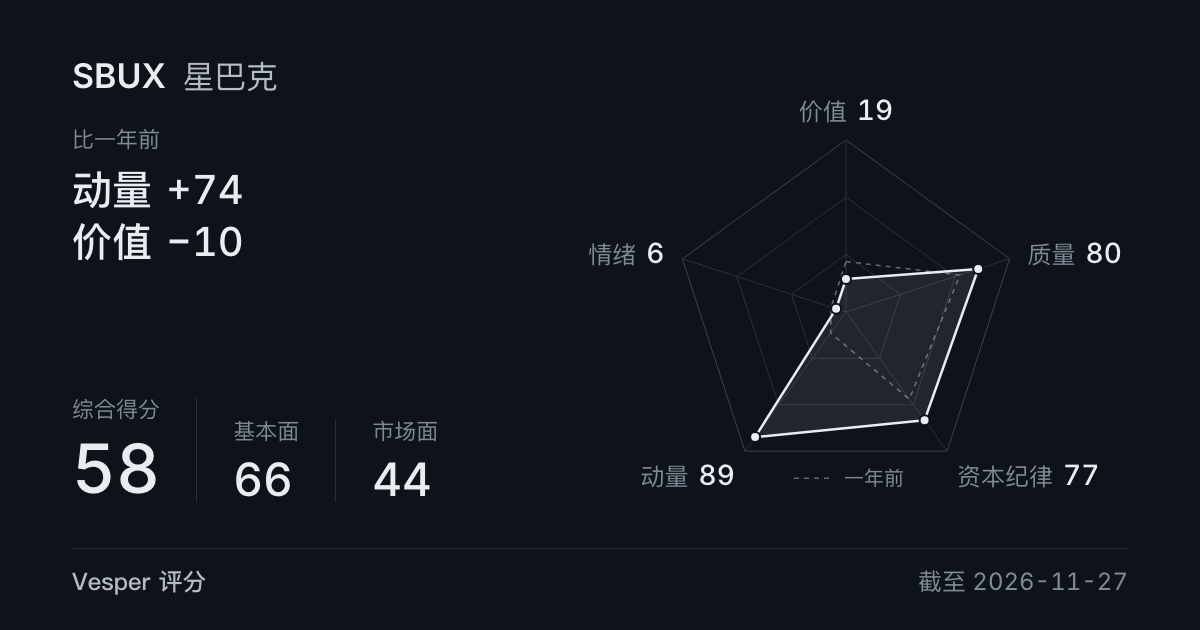 SBUX 星巴克
比一年前
动量 +74
价值 −10
综合得分
58
基本面
66
市场面
44
价值 19
质量 80
资本纪律 77
动量 89
情绪 6
一年前
Vesper 评分
截至 2026-11-27